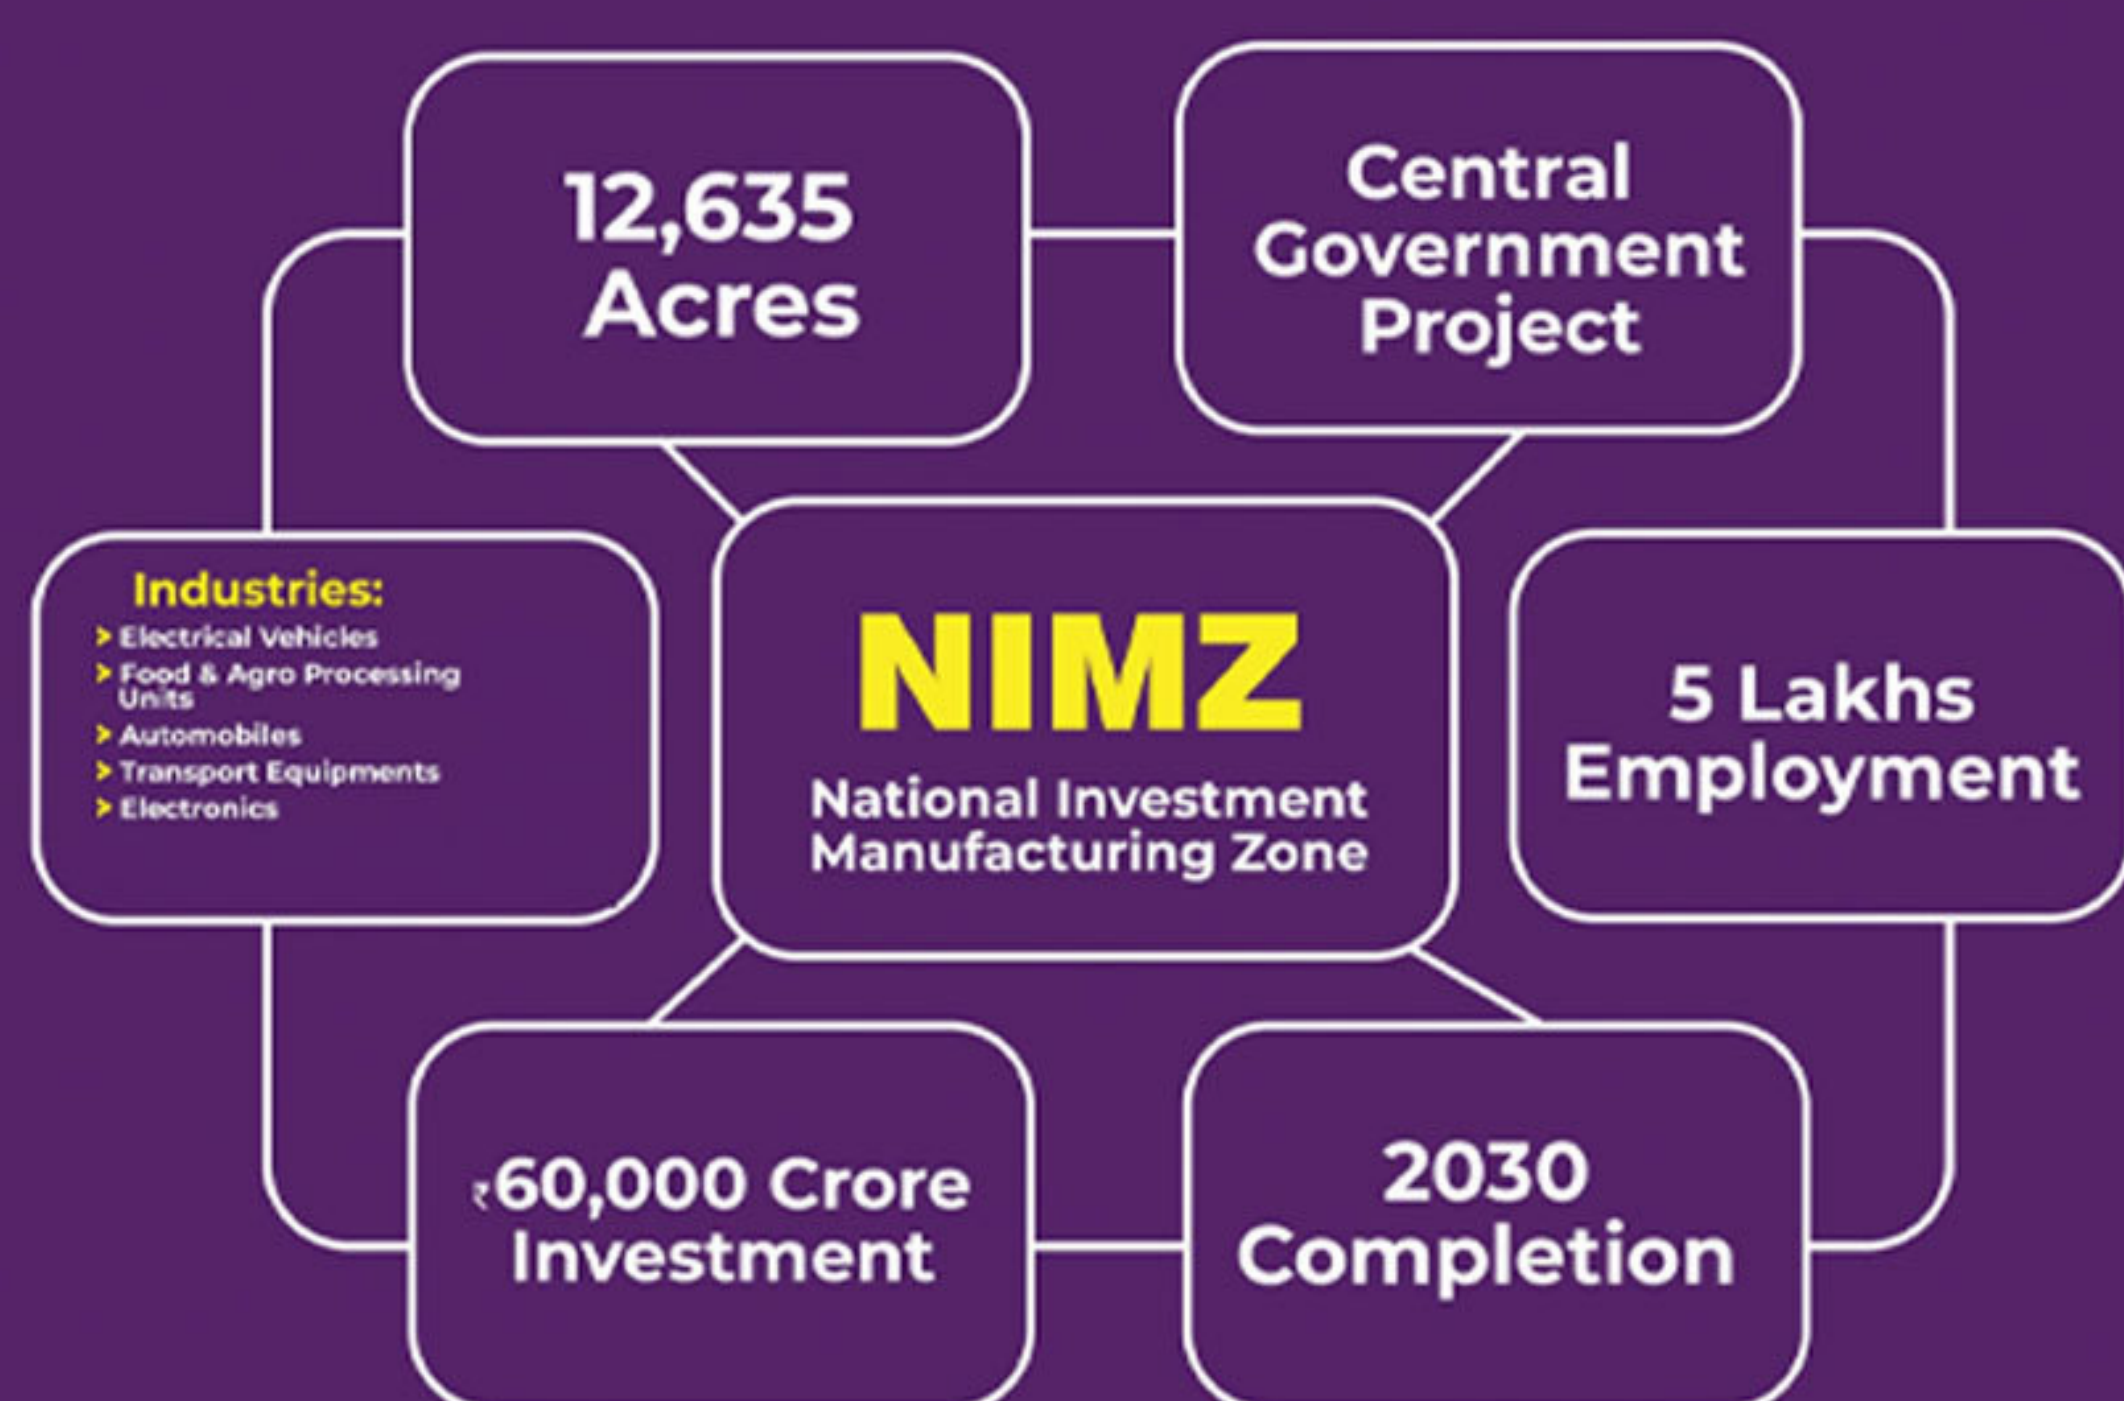 12,635
Acres
Central
Government
Project
Industries:
Electrical Vehicles
Food & Agro Processing
Units
Automobiles
Transport Equipments
Electronics
NIMZ
National Investment
Manufacturing Zone
5 Lakhs
Employment
₹60,000 Crore
Investment
2030
Completion